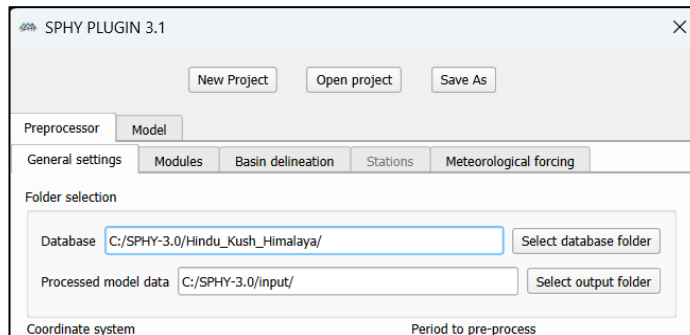 SPHY PLUGIN 3.1
New Project Open project Save As
Preprocessor Model
General settings Modules Basin delineation Stations Meteorological forcing
Folder selection
Database C:/SPHY-3.0/Hindu_Kush_Himalaya/ Select database folder
Processed model data C:/SPHY-3.0/input/ Select output folder
Coordinate system Period to pre-process